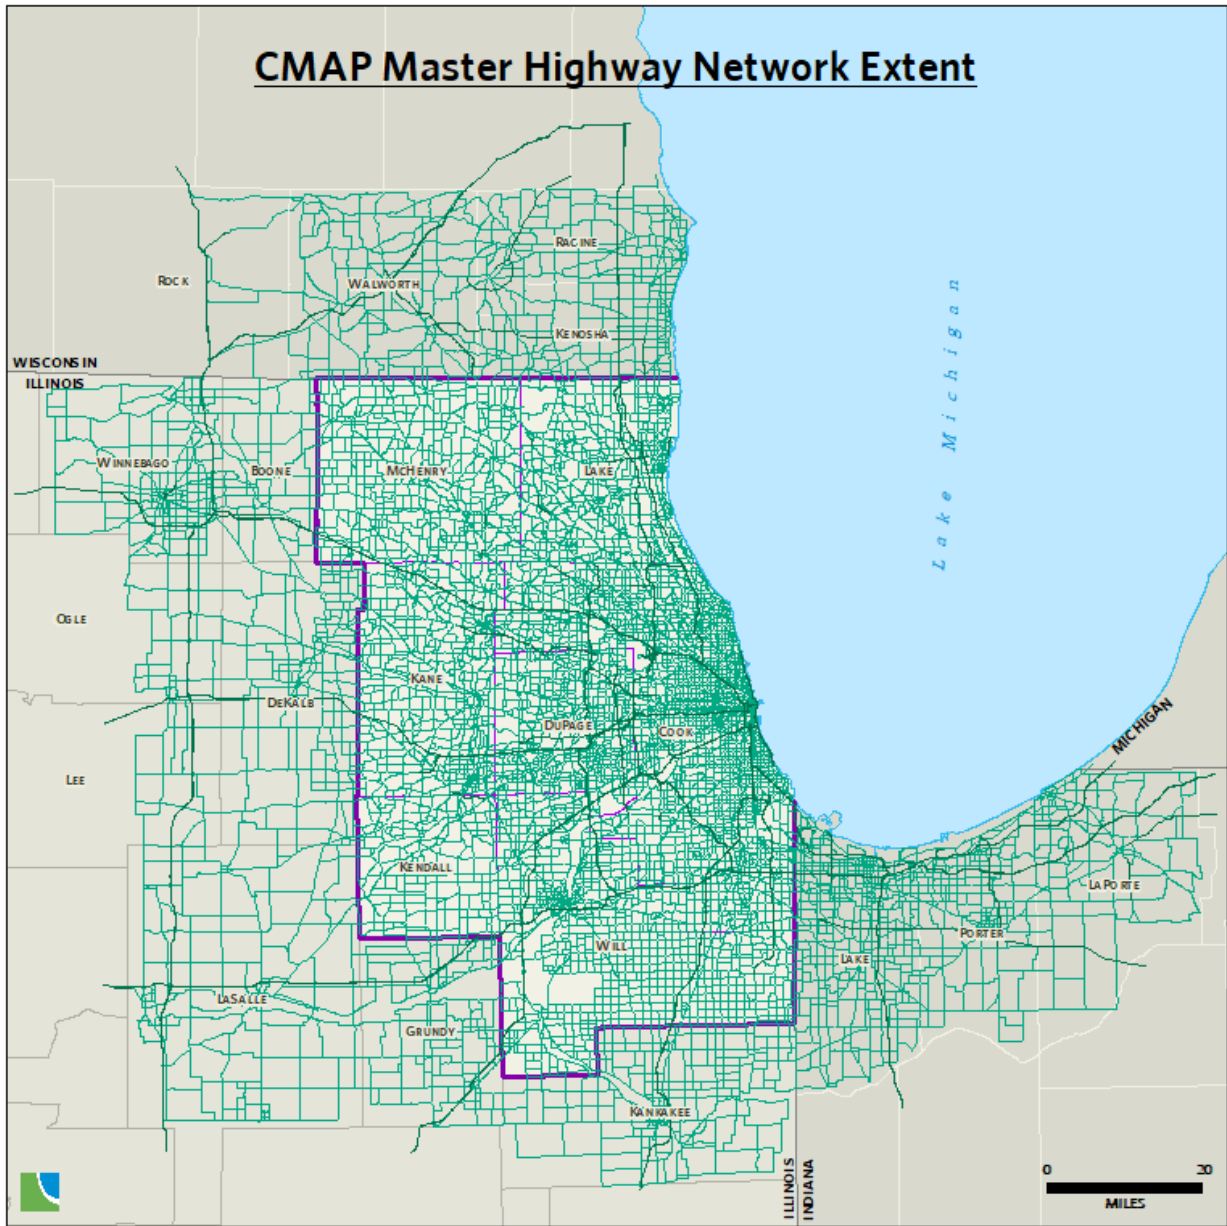 CMAP Master Highway Network Extent
RACINE
ROCK
WALWORTH
KENOSHA
WISCONSIN
ILLINOIS
Lake Michigan
WINNEBAGO
BOONE
MCHENRY
LAKE
OGLE
KANE
DEKALB
DUPAGE
COOK
MICHIGAN
LEE
KENDALL
LAPORTE
WILL
PORTER
LAKE
LASALLE
GRUNDY
KANKAKEE
ILLINOIS
INDIANA
0 20
MILES